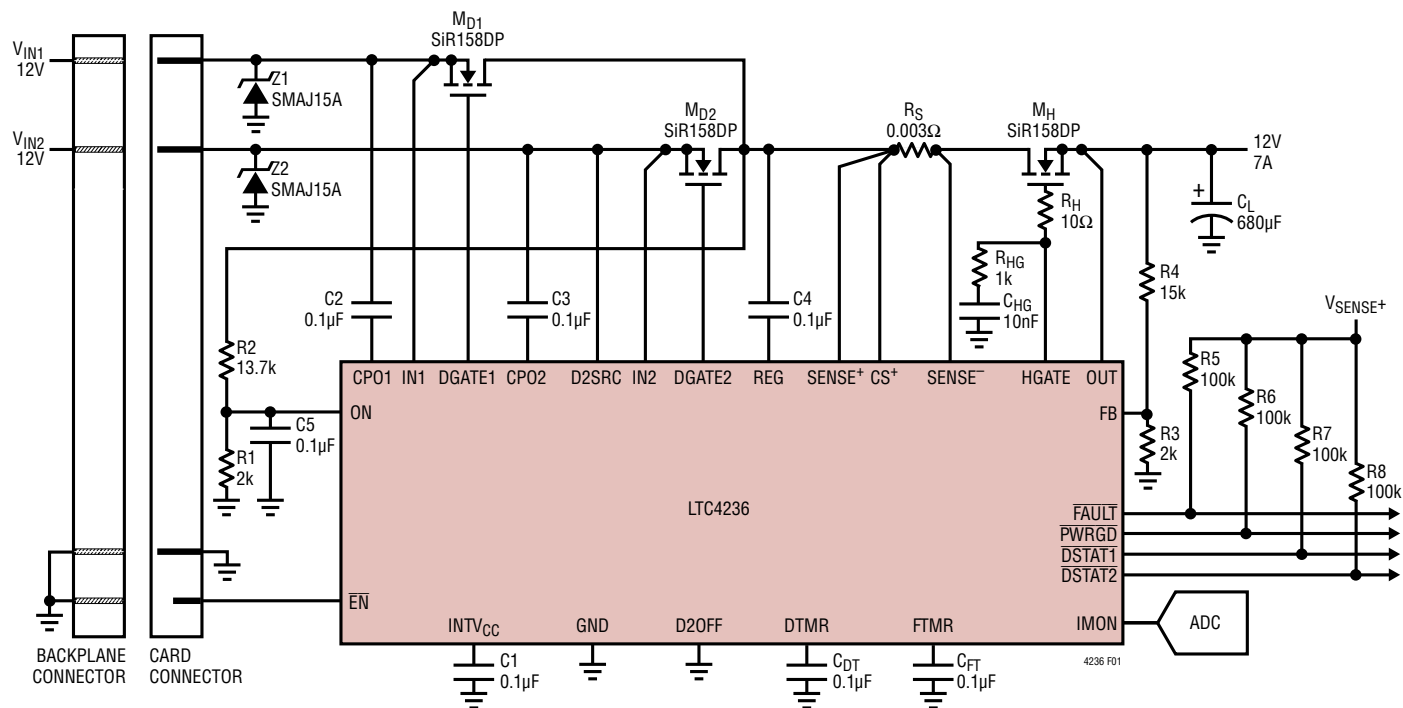 MD1
SiR158DP
VIN1
12V
Z1
SMAJ15A
MD2
SiR158DP
RS
0.003Ω
MH
SiR158DP
VIN2
12V
12V
7A
Z2
SMAJ15A
RH
10Ω
+
CL
680µF
RHG
1k
CHG
10nF
R4
15k
C2
0.1µF
C3
0.1µF
C4
0.1µF
VSENSE+
R2
13.7k
R5
100k
R6
100k
R7
100k
R8
100k
CPO1 IN1 DGATE1 CPO2 D2SRC IN2 DGATE2 REG SENSE+ CS+ SENSE− HGATE OUT
ON
FB
C5
0.1µF
R1
2k
R3
2k
LTC4236
FAULT
PWRGD
DSTAT1
DSTAT2
EN
IMON
ADC
INTVCC GND D2OFF DTMR FTMR
C1
0.1µF
CDT
0.1µF
CFT
0.1µF
4236 F01
BACKPLANE
CONNECTOR
CARD
CONNECTOR